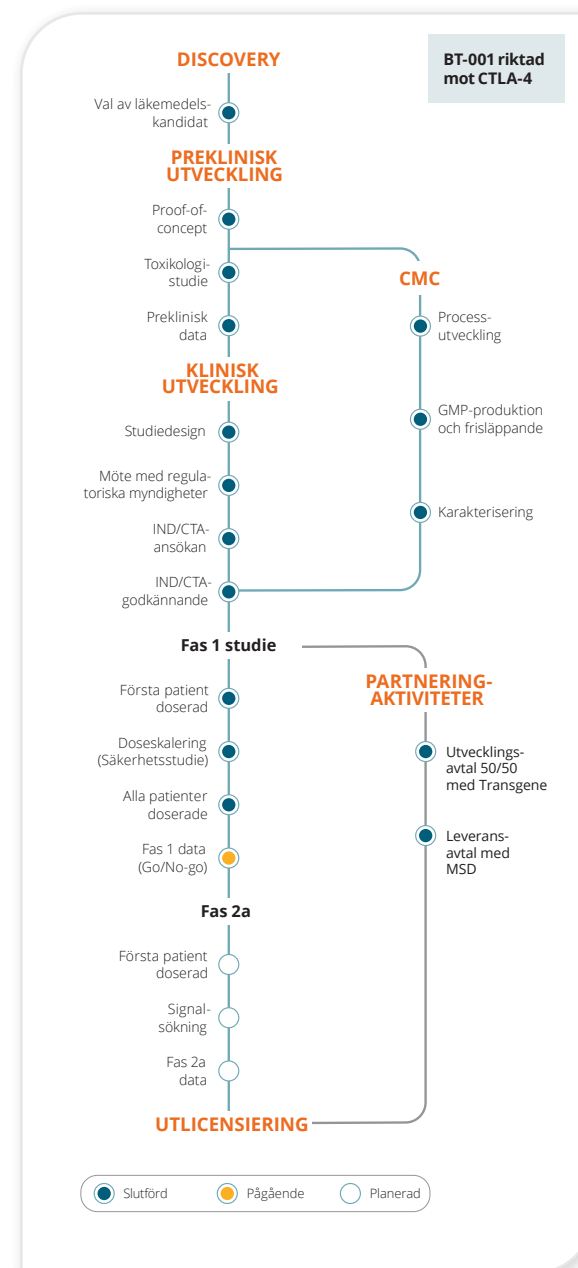 BT-001 riktad
mot CTLA-4
DISCOVERY
Val av läkemedels-
kandidat
PREKLINISK
UTVECKLING
Proof-of-
concept
Toxikologi-
studie
Preklinisk
data
CMC
Process-
utveckling
GMP-produktion
och frisläppande
Karakterisering
KLINISK
UTVECKLING
Studiedesign
Möte med regula-
toriska myndigheter
IND/CTA-
ansökan
IND/CTA-
godkännande
Fas 1 studie
Första patient
doserad
Doseskalering
(Säkerhetsstudie)
Alla patienter
doserade
Fas 1 data
(Go/No-go)
PARTNERING-
AKTIVITETER
Utvecklings-
avtal 50/50
med Transgene
Leverans-
avtal med
MSD
Fas 2a
Första patient
doserad
Signal-
sökning
Fas 2a
data
UTLICENSIERING
Slutförd
Pågående
Planerad